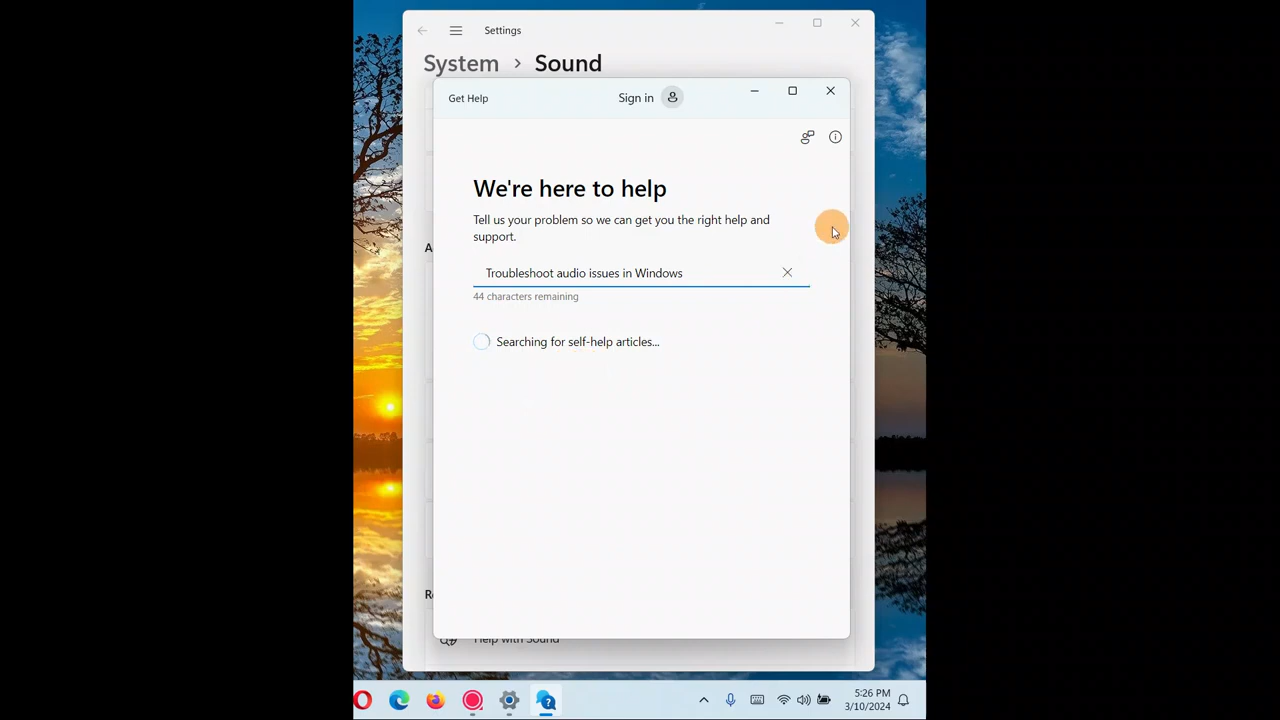 Settings
System > Sound
Get Help
Sign in
We're here to help
Tell us your problem so we can get you the right help and
support.
Troubleshoot audio issues in Windows
44 characters remaining
Searching for self-help articles...
A
R
Help with Sound
5:26 PM
3/10/2024